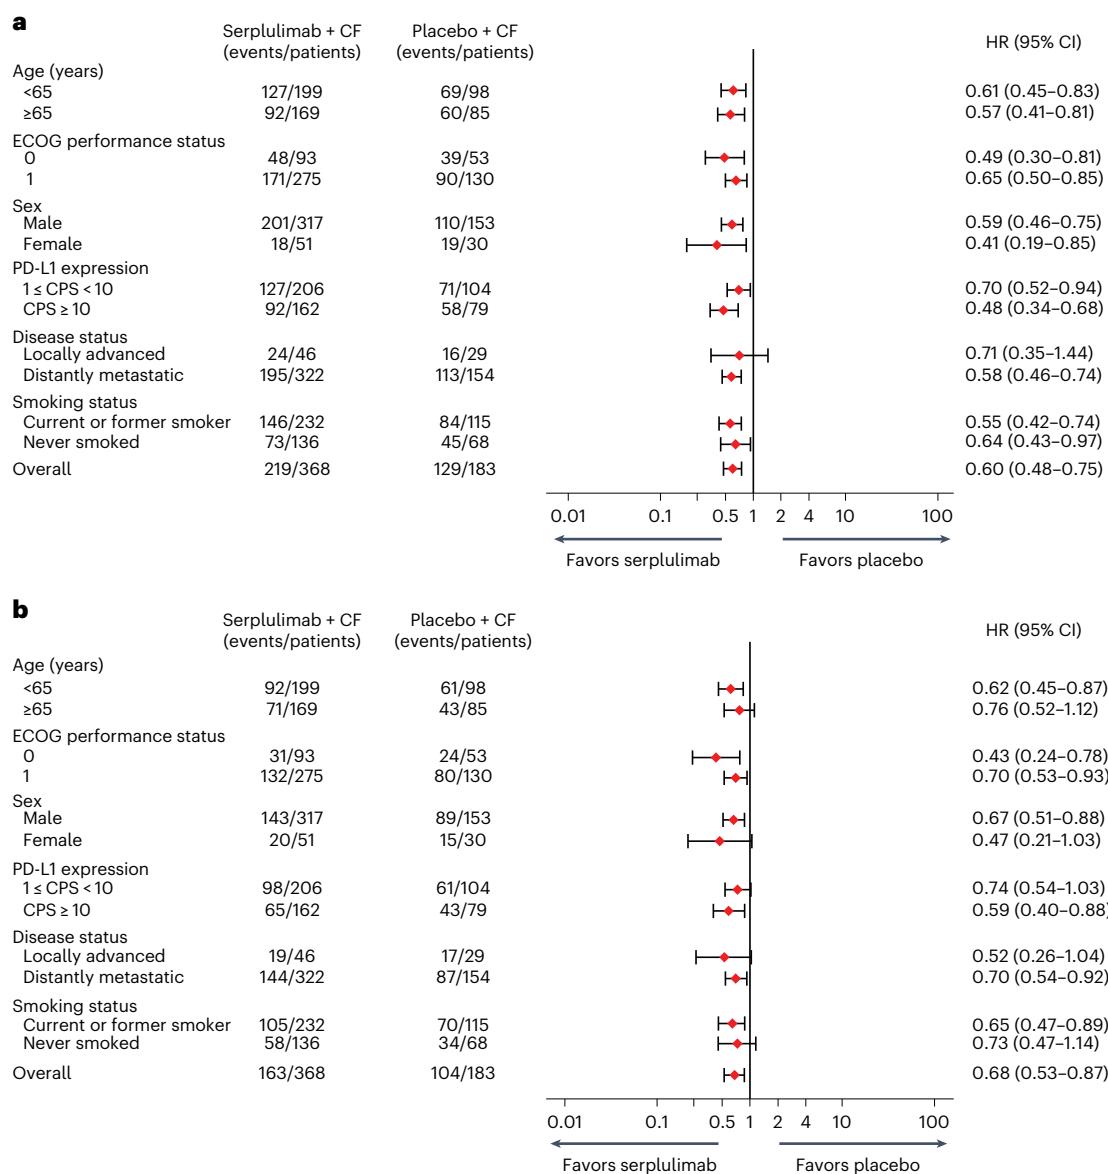 a
Serplulimab + CF Placebo + CF
(events/patients) (events/patients) HR (95% CI)
Age (years)
<65 127/199 69/98 0.61 (0.45–0.83)
≥65 92/169 60/85 0.57 (0.41–0.81)
ECOG performance status
0 48/93 39/53 0.49 (0.30–0.81)
1 171/275 90/130 0.65 (0.50–0.85)
Sex
Male 201/317 110/153 0.59 (0.46–0.75)
Female 18/51 19/30 0.41 (0.19–0.85)
PD-L1 expression
1 ≤ CPS < 10 127/206 71/104 0.70 (0.52–0.94)
CPS ≥ 10 92/162 58/79 0.48 (0.34–0.68)
Disease status
Locally advanced 24/46 16/29 0.71 (0.35–1.44)
Distantly metastatic 195/322 113/154 0.58 (0.46–0.74)
Smoking status
Current or former smoker 146/232 84/115 0.55 (0.42–0.74)
Never smoked 73/136 45/68 0.64 (0.43–0.97)
Overall 219/368 129/183 0.60 (0.48–0.75)
0.01 0.1 0.5 1 2 4 10 100
Favors serplulimab Favors placebo
b
Serplulimab + CF Placebo + CF
(events/patients) (events/patients) HR (95% CI)
Age (years)
<65 92/199 61/98 0.62 (0.45–0.87)
≥65 71/169 43/85 0.76 (0.52–1.12)
ECOG performance status
0 31/93 24/53 0.43 (0.24–0.78)
1 132/275 80/130 0.70 (0.53–0.93)
Sex
Male 143/317 89/153 0.67 (0.51–0.88)
Female 20/51 15/30 0.47 (0.21–1.03)
PD-L1 expression
1 ≤ CPS < 10 98/206 61/104 0.74 (0.54–1.03)
CPS ≥ 10 65/162 43/79 0.59 (0.40–0.88)
Disease status
Locally advanced 19/46 17/29 0.52 (0.26–1.04)
Distantly metastatic 144/322 87/154 0.70 (0.54–0.92)
Smoking status
Current or former smoker 105/232 70/115 0.65 (0.47–0.89)
Never smoked 58/136 34/68 0.73 (0.47–1.14)
Overall 163/368 104/183 0.68 (0.53–0.87)
0.01 0.1 0.5 1 2 4 10 100
Favors serplulimab Favors placebo